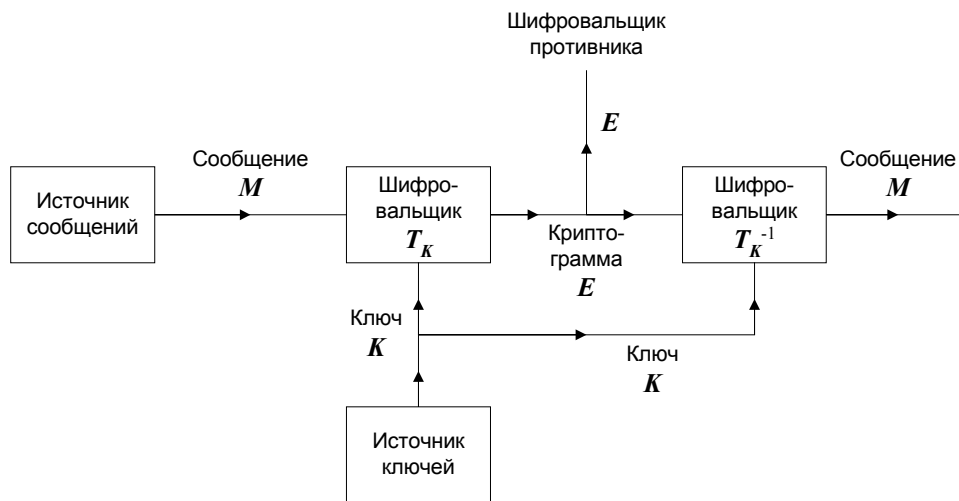 Шифровальщик
противника
E
Сообщение
M
Сообщение
M
Источник
сообщений
Шифро-
вальщик
T_K
Крипто-
грамма
E
Шифро-
вальщик
T_K^-1
Ключ
K
Ключ
K
Источник
ключей